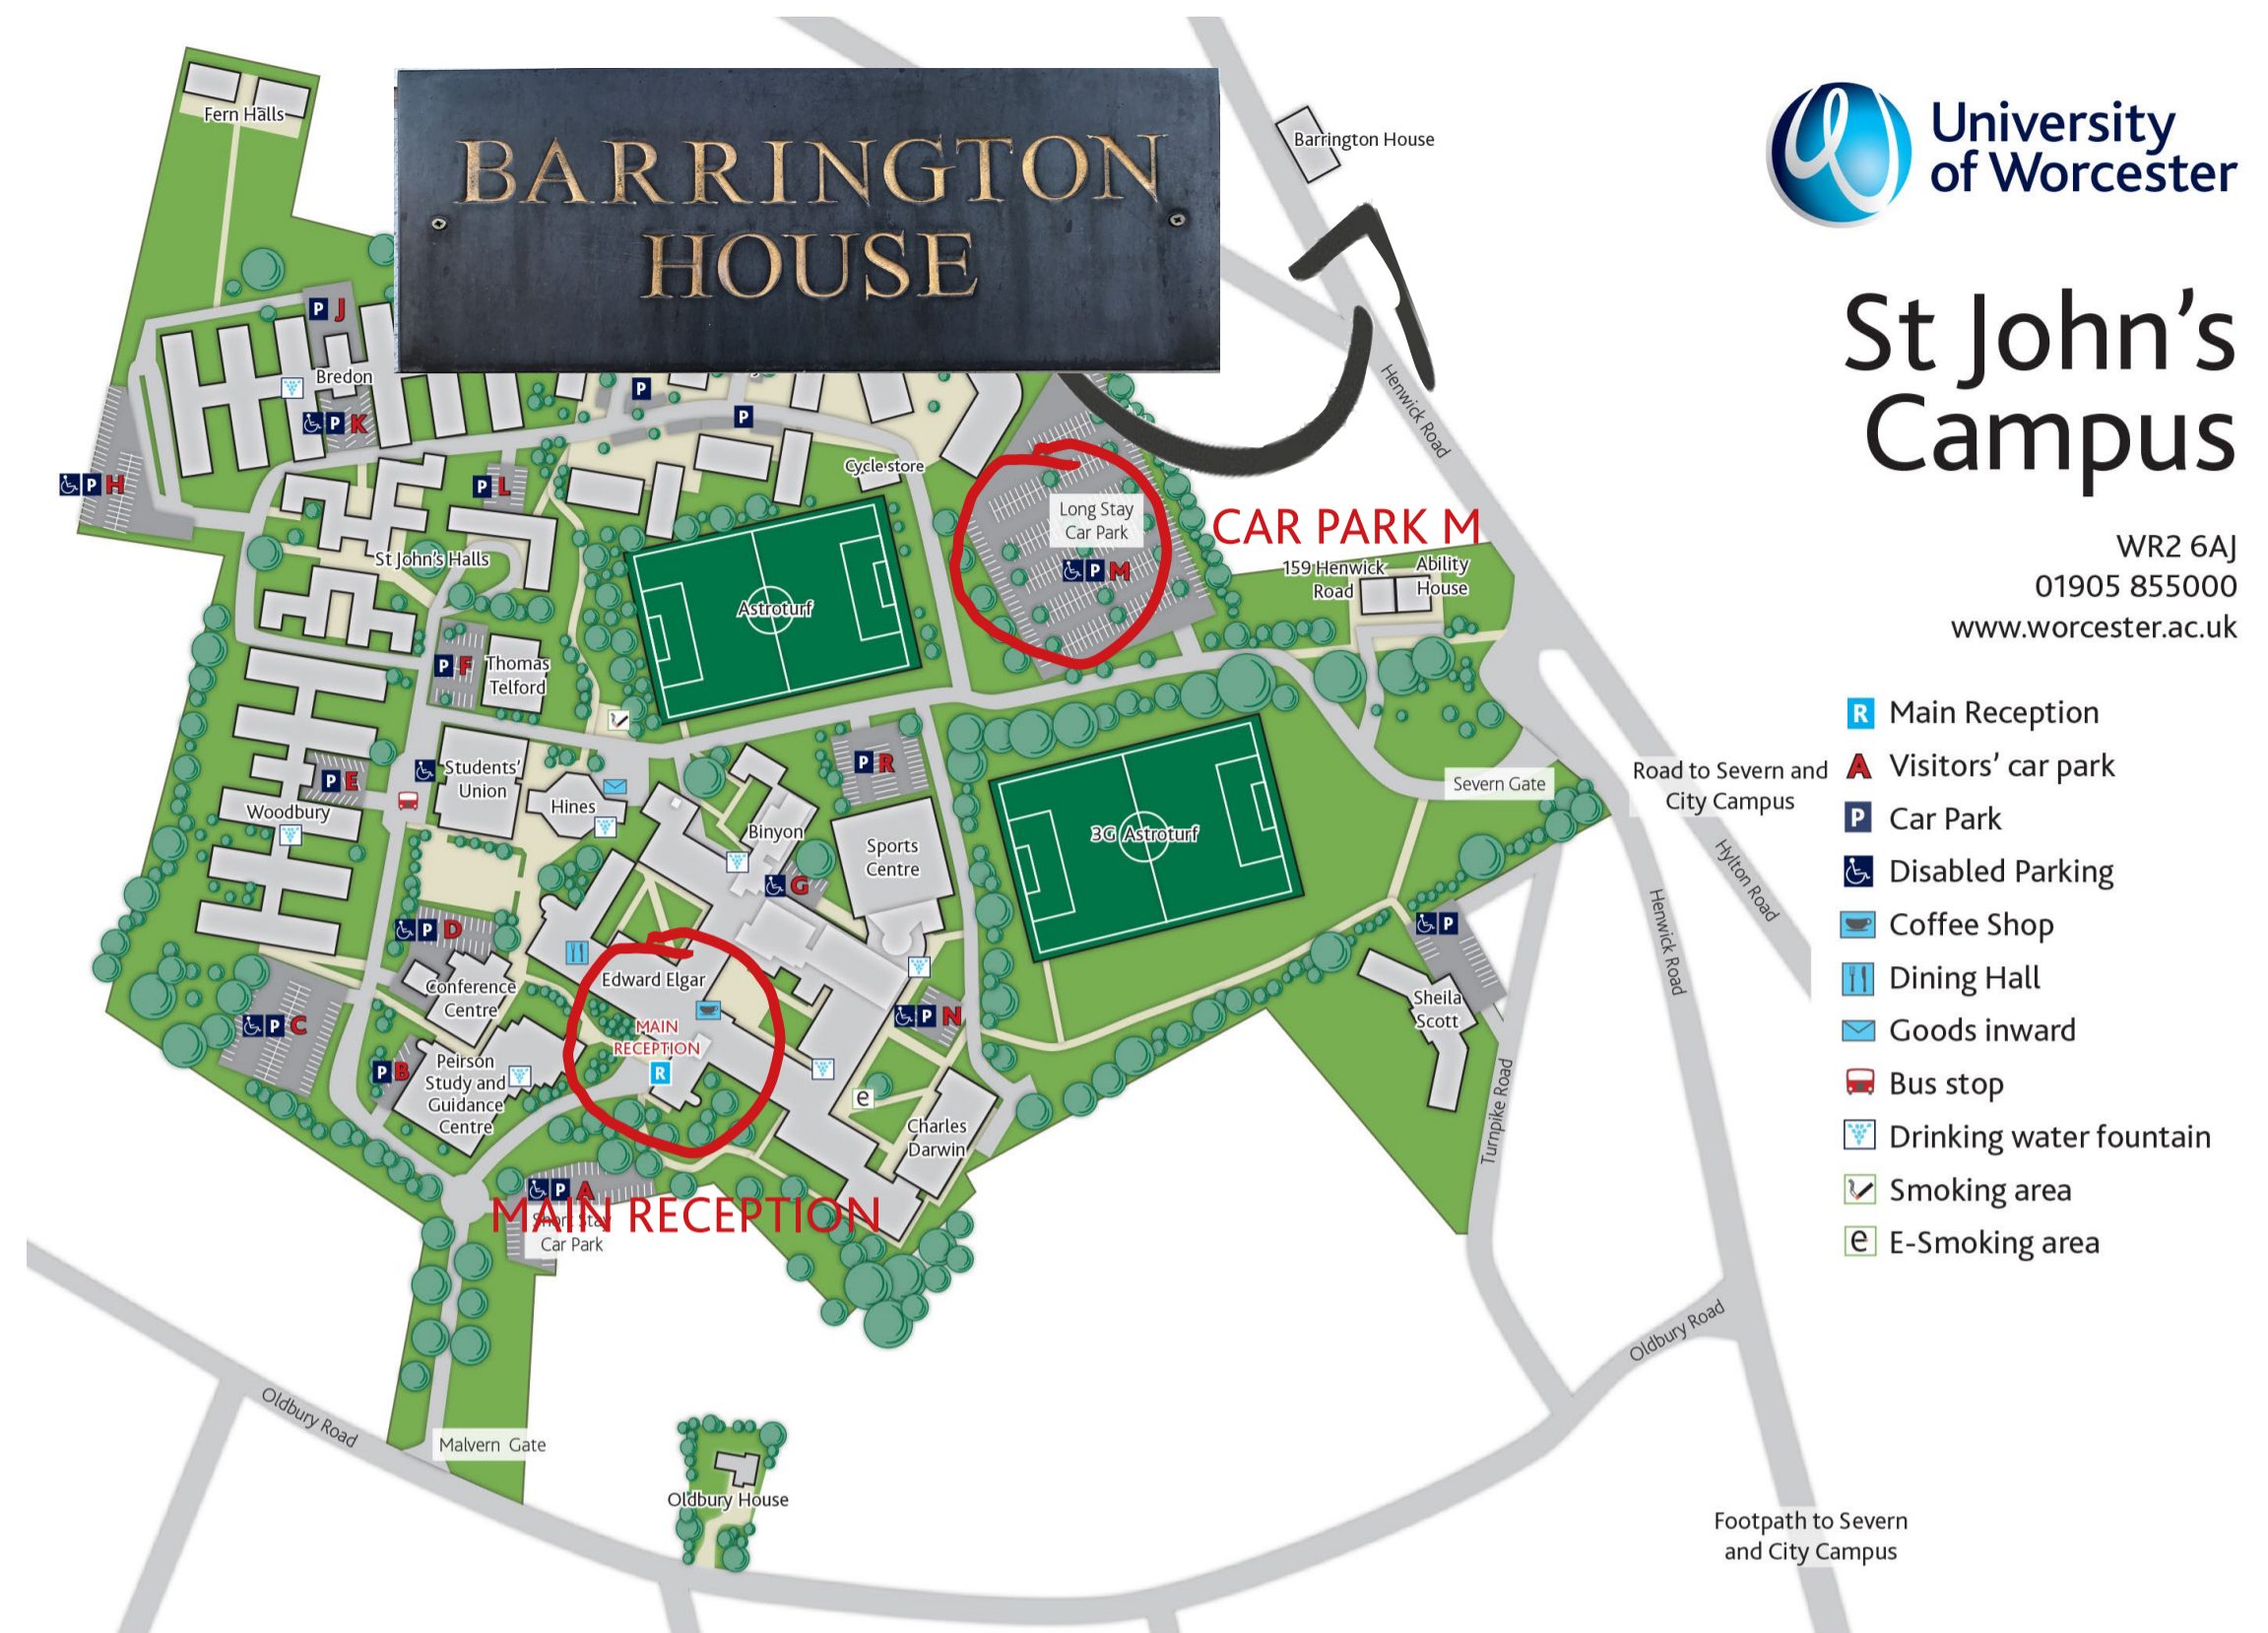 Fern Halls
BARRINGTON
HOUSE
Barrington House
University
of Worcester
St John's
Campus
WR2 6AJ
01905 855000
www.worcester.ac.uk
P J
Bredon
P K
P
P
P H
P L
Cycle store
Henwick Road
Long Stay
Car Park
P M
CAR PARK M
St John's Halls
159 Henwick
Road
Ability
House
Astroturf
P F
Thomas
Telford
P E
Students'
Union
Woodbury
Hines
Binyon
P R
Sports
Centre
G
3G Astroturf
Severn Gate
Road to Severn and
City Campus
Hylton Road
Henwick Road
P D
Conference
Centre
P C
P B
Peirson
Study and
Guidance
Centre
Edward Elgar
MAIN
RECEPTION
R
P N
e
Charles
Darwin
P
Sheila
Scott
Turnpike Road
P A
MAIN RECEPTION
Short Stay
Car Park
Oldbury Road
Malvern Gate
Oldbury House
Oldbury Road
Footpath to Severn
and City Campus
R Main Reception
A Visitors' car park
P Car Park
Disabled Parking
Coffee Shop
Dining Hall
Goods inward
Bus stop
Drinking water fountain
Smoking area
e E-Smoking area